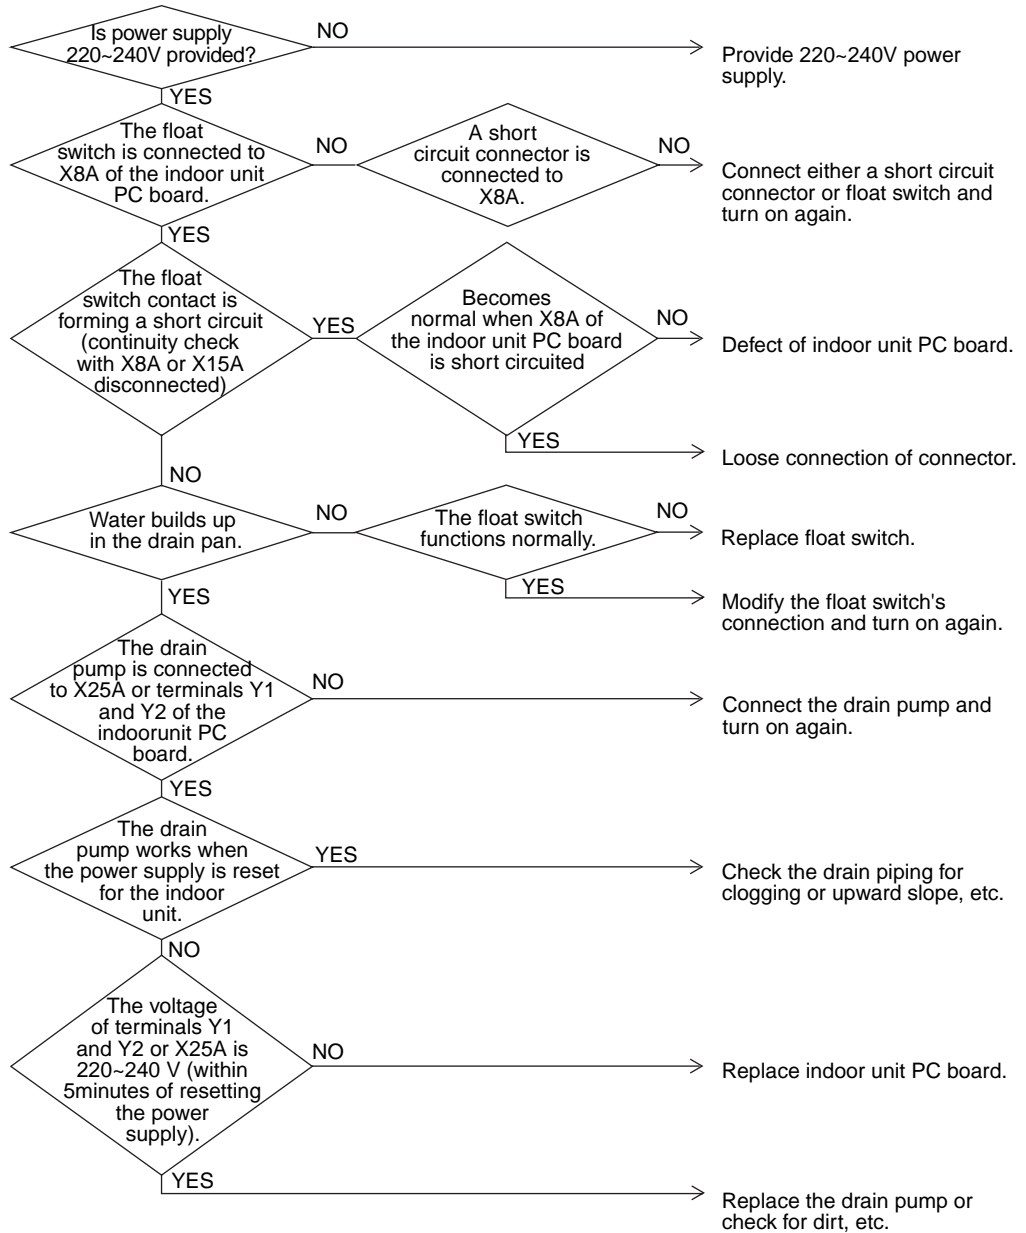 Is power supply
220~240V provided?
NO
Provide 220~240V power
supply.
YES
The float
switch is connected to
X8A of the indoor unit
PC board.
NO
A short
circuit connector is
connected to
X8A.
NO
Connect either a short circuit
connector or float switch and
turn on again.
YES
The float
switch contact is
forming a short circuit
(continuity check
with X8A or X15A
disconnected)
YES
Becomes
normal when X8A of
the indoor unit PC board
is short circuited
NO
Defect of indoor unit PC board.
YES
Loose connection of connector.
NO
Water builds up
in the drain pan.
NO
The float switch
functions normally.
NO
Replace float switch.
YES
Modify the float switch's
connection and turn on again.
YES
The drain
pump is connected
to X25A or terminals Y1
and Y2 of the
indoorunit PC
board.
NO
Connect the drain pump and
turn on again.
YES
The drain
pump works when
the power supply is reset
for the indoor
unit.
YES
Check the drain piping for
clogging or upward slope, etc.
NO
The voltage
of terminals Y1
and Y2 or X25A is
220~240 V (within
5minutes of resetting
the power
supply).
NO
Replace indoor unit PC board.
YES
Replace the drain pump or
check for dirt, etc.